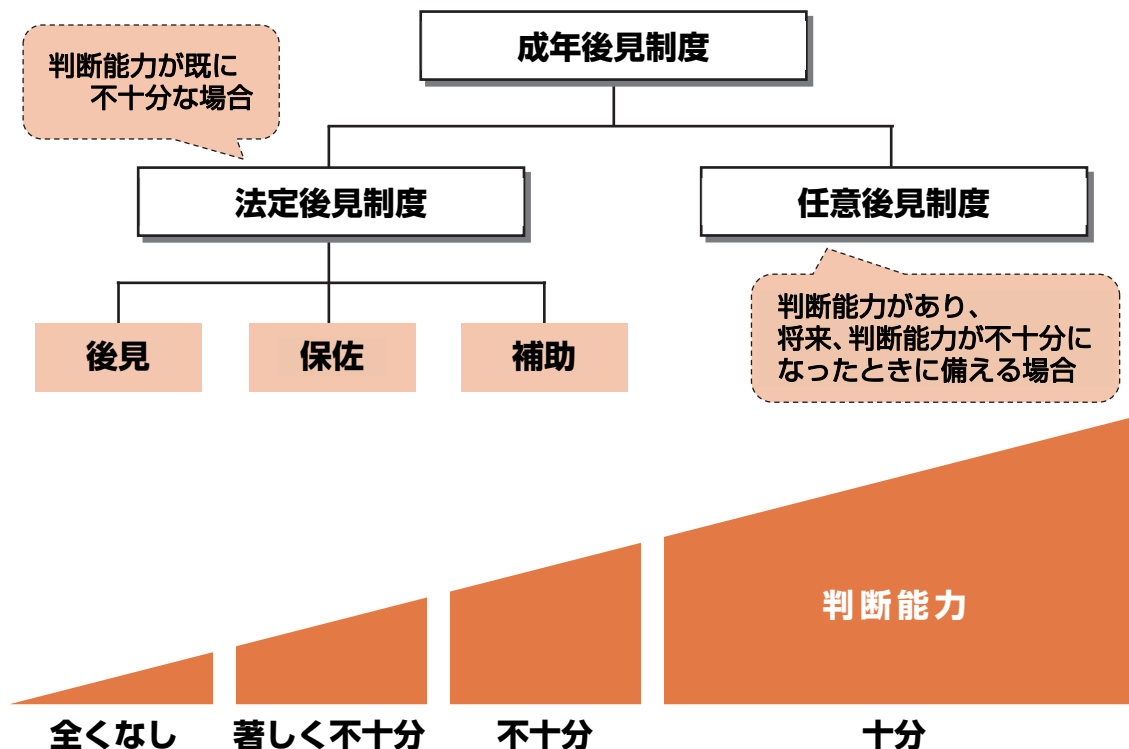 成年後見制度
判断能力が既に
不十分な場合
法定後見制度
任意後見制度
判断能力があり、
将来、判断能力が不十分に
なったときに備える場合
後見
保佐
補助
判断能力
全くなし
著しく不十分
不十分
十分